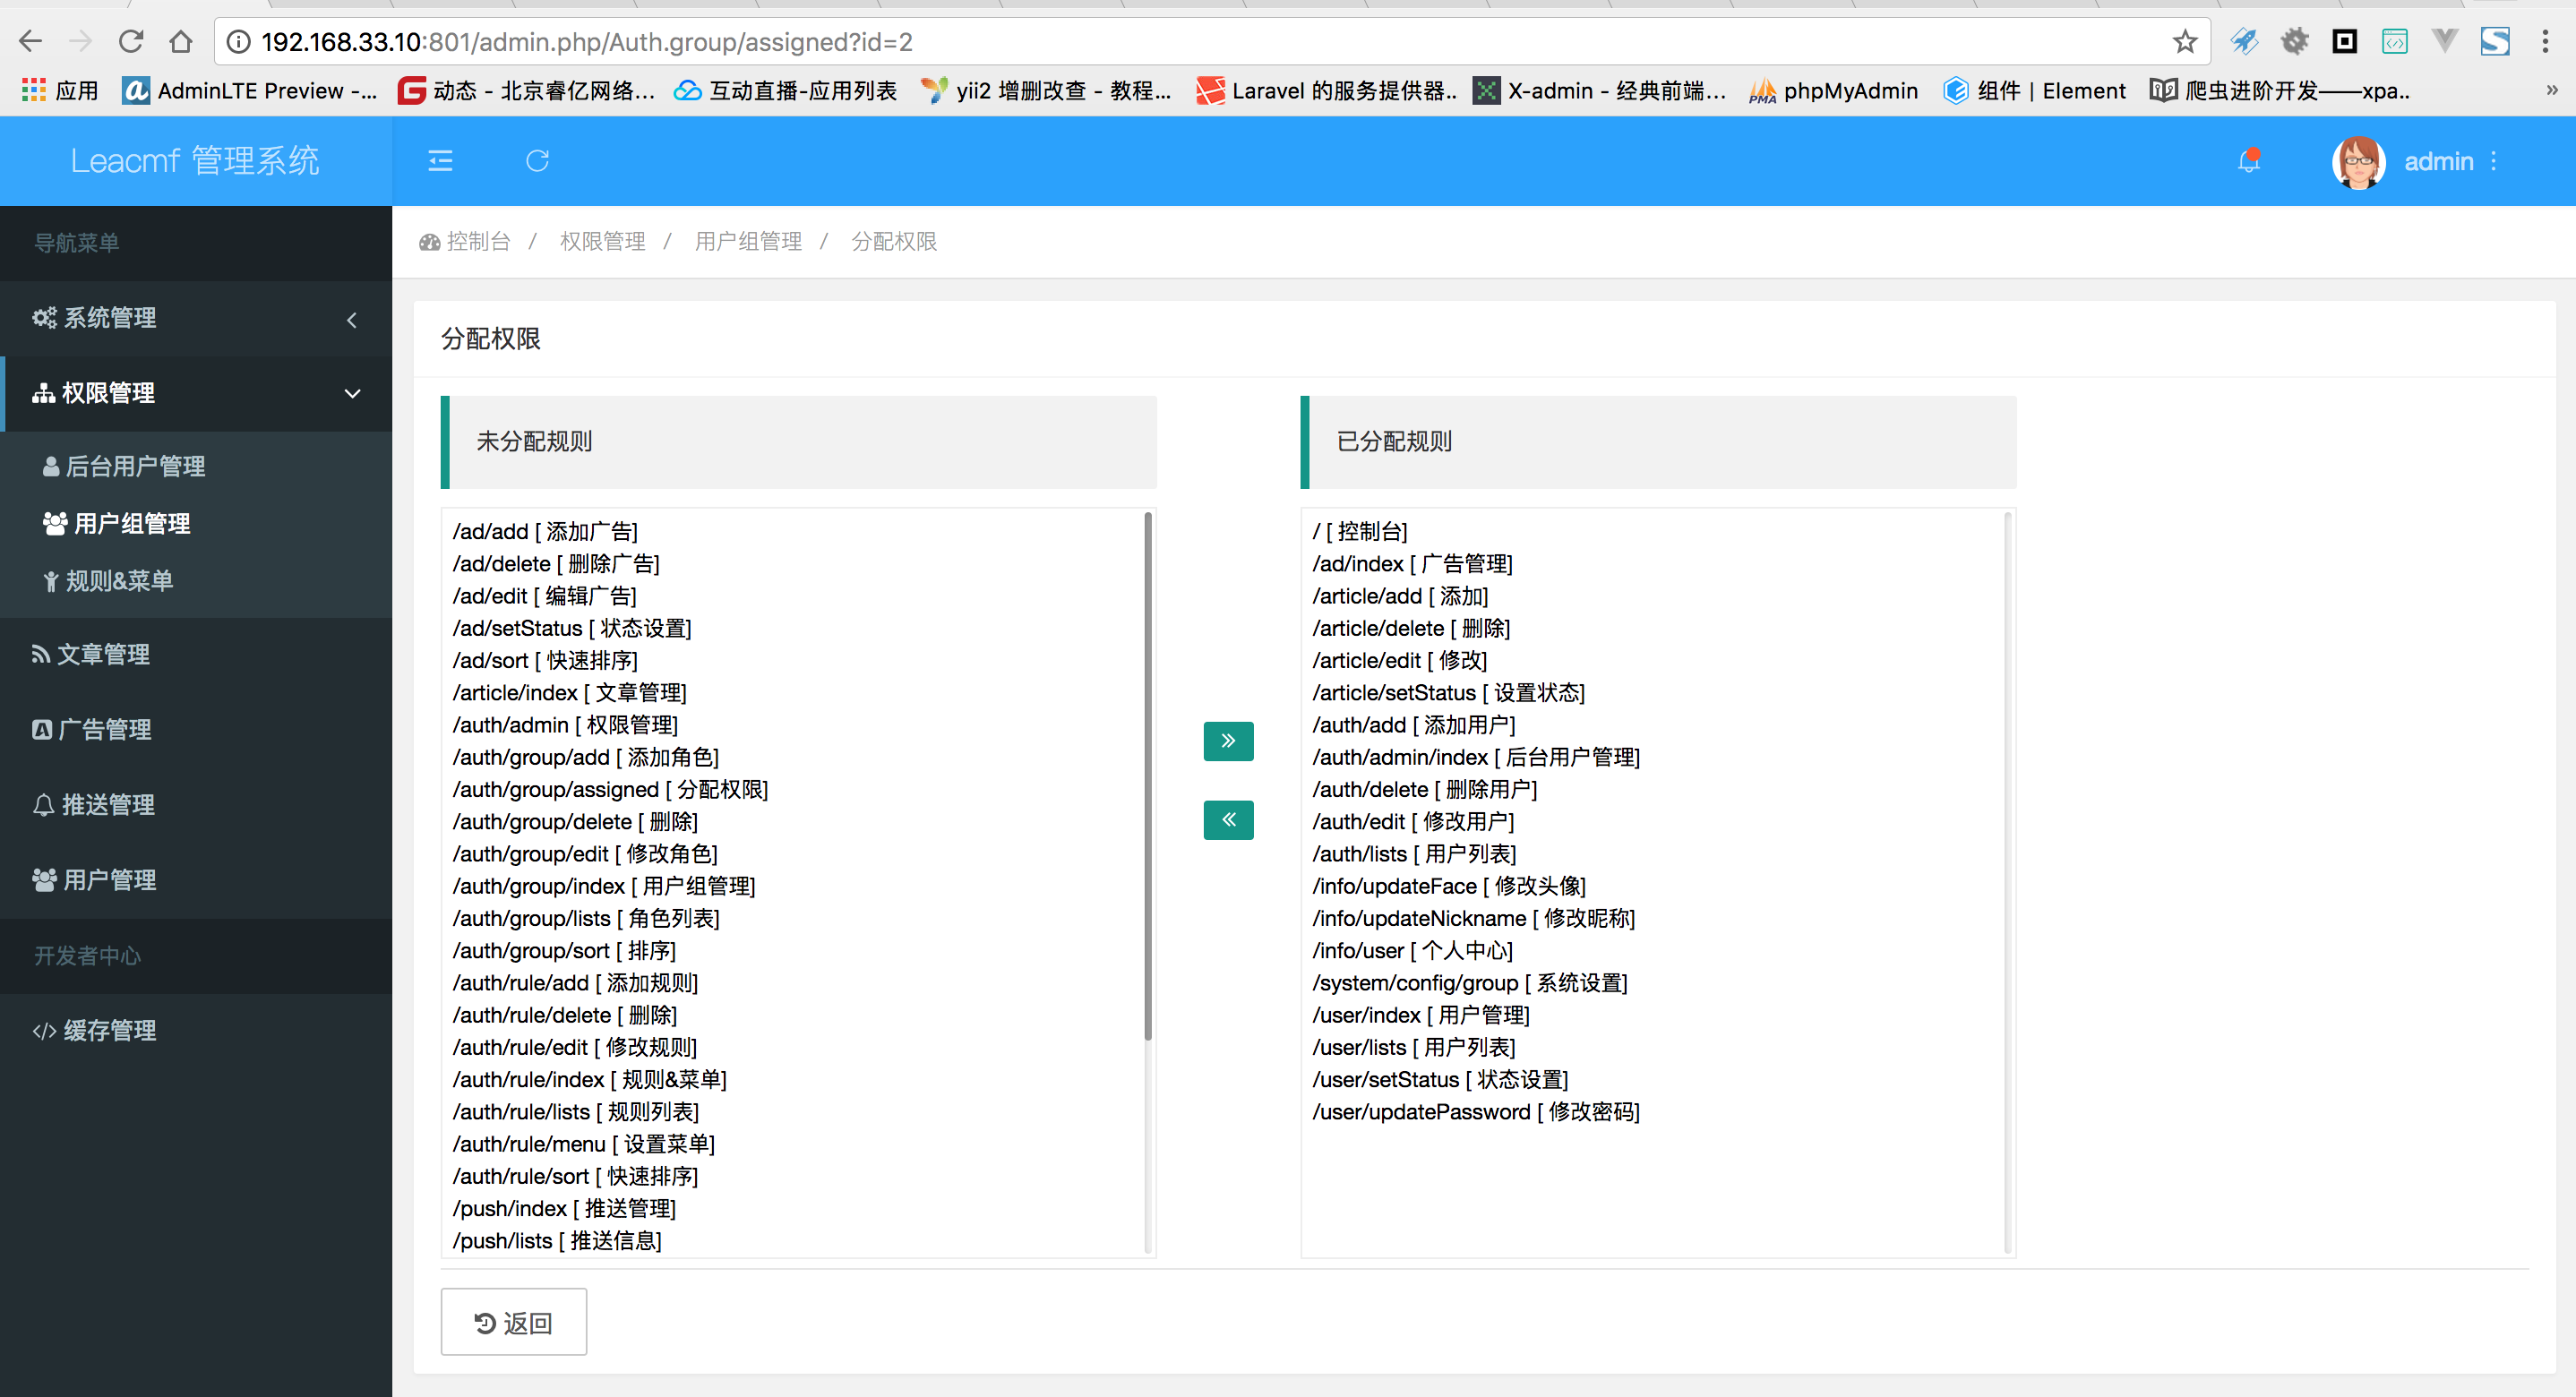 192.168.33.10:801/admin.php/Auth.group/assigned?id=2
应用 AdminLTE Preview -... 动态 - 北京睿亿网络... 互动直播-应用列表 yii2 增删改查 - 教程... Laravel 的服务提供器.. X-admin - 经典前端... phpMyAdmin 组件 | Element 爬虫进阶开发——xpa.. »
Leacmf 管理系统
admin
导航菜单
系统管理
权限管理
后台用户管理
用户组管理
规则&菜单
文章管理
广告管理
推送管理
用户管理
开发者中心
缓存管理
控制台 / 权限管理 / 用户组管理 / 分配权限
分配权限
未分配规则
/ad/add [ 添加广告]
/ad/delete [ 删除广告]
/ad/edit [ 编辑广告]
/ad/setStatus [ 状态设置]
/ad/sort [ 快速排序]
/article/index [ 文章管理]
/auth/admin [ 权限管理]
/auth/group/add [ 添加角色]
/auth/group/assigned [ 分配权限]
/auth/group/delete [ 删除]
/auth/group/edit [ 修改角色]
/auth/group/index [ 用户组管理]
/auth/group/lists [ 角色列表]
/auth/group/sort [ 排序]
/auth/rule/add [ 添加规则]
/auth/rule/delete [ 删除]
/auth/rule/edit [ 修改规则]
/auth/rule/index [ 规则&菜单]
/auth/rule/lists [ 规则列表]
/auth/rule/menu [ 设置菜单]
/auth/rule/sort [ 快速排序]
/push/index [ 推送管理]
/push/lists [ 推送信息]
已分配规则
/ [ 控制台]
/ad/index [ 广告管理]
/article/add [ 添加]
/article/delete [ 删除]
/article/edit [ 修改]
/article/setStatus [ 设置状态]
/auth/add [ 添加用户]
/auth/admin/index [ 后台用户管理]
/auth/delete [ 删除用户]
/auth/edit [ 修改用户]
/auth/lists [ 用户列表]
/info/updateFace [ 修改头像]
/info/updateNickname [ 修改昵称]
/info/user [ 个人中心]
/system/config/group [ 系统设置]
/user/index [ 用户管理]
/user/lists [ 用户列表]
/user/setStatus [ 状态设置]
/user/updatePassword [ 修改密码]
返回